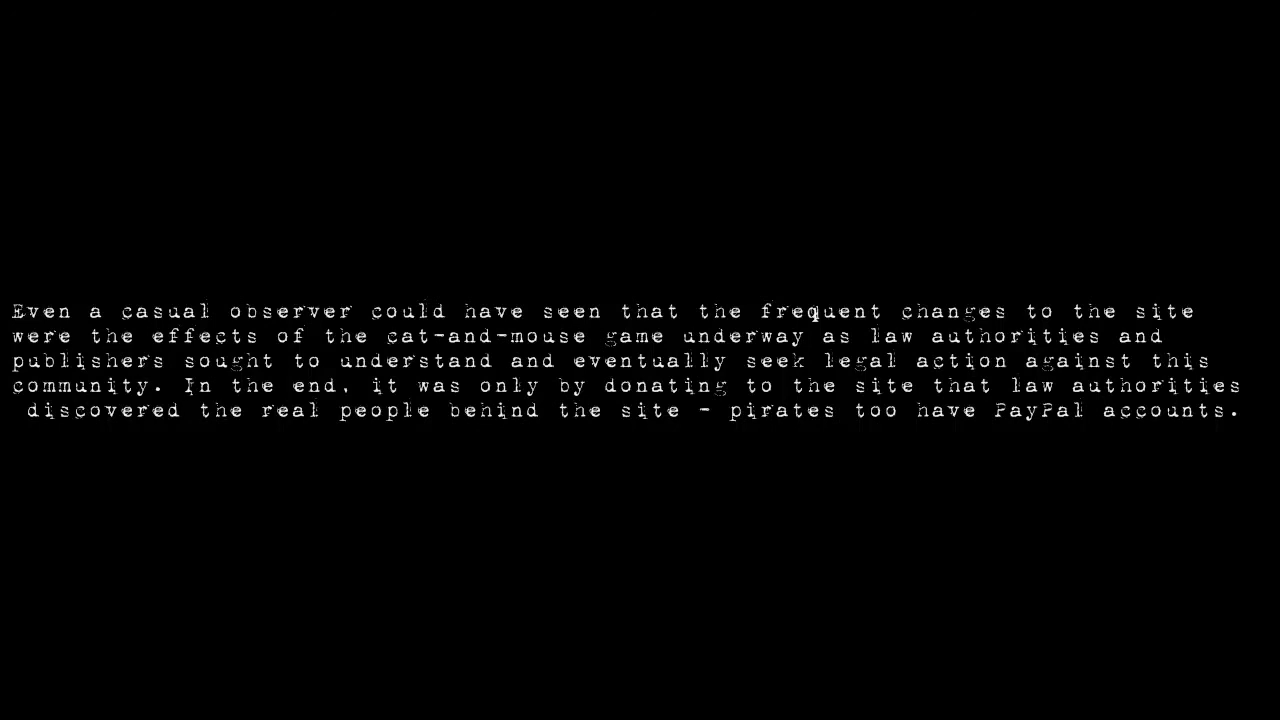 Even a casual observer could have seen that the frequent changes to the site
were the effects of the cat-and-mouse game underway as law authorities and
publishers sought to understand and eventually seek legal action against this
community. In the end, it was only by donating to the site that law authorities
discovered the real people behind the site - pirates too have PayPal accounts.